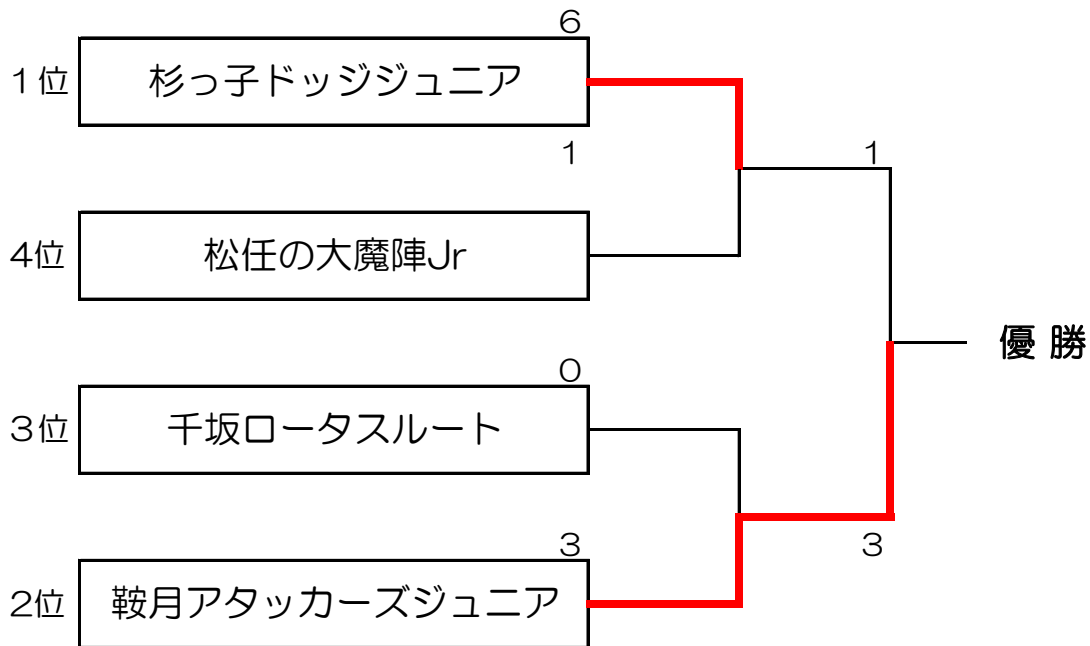 6
1位 杉っ子ドッジジュニア
1
1
4位 松任の大魔陣Jr
優 勝
0
3位 千坂ロータスルート
3
3
2位 鞍月アタッカーズジュニア